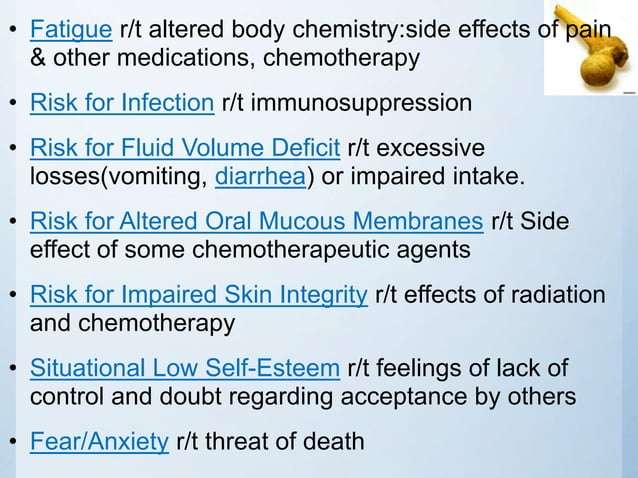 • Fatigue r/t altered body chemistry:side effects of pain
& other medications, chemotherapy
• Risk for Infection r/t immunosuppression
• Risk for Fluid Volume Deficit r/t excessive
losses(vomiting, diarrhea) or impaired intake.
• Risk for Altered Oral Mucous Membranes r/t Side
effect of some chemotherapeutic agents
• Risk for Impaired Skin Integrity r/t effects of radiation
and chemotherapy
• Situational Low Self-Esteem r/t feelings of lack of
control and doubt regarding acceptance by others
• Fear/Anxiety r/t threat of death